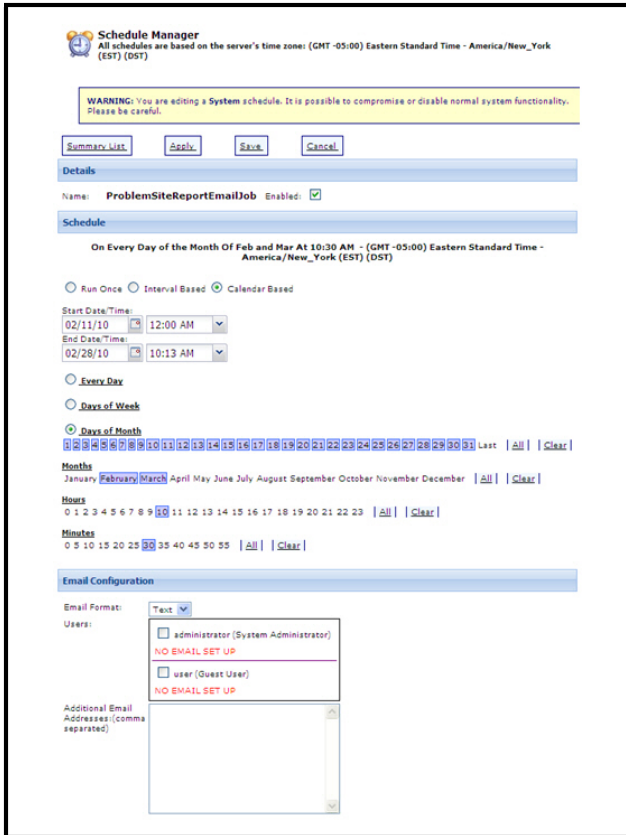 Schedule Manager
All schedules are based on the server's time zone: (GMT -05:00) Eastern Standard Time - America/New_York
(EST) (DST)
WARNING: You are editing a System schedule. It is possible to compromise or disable normal system functionality.
Please be careful.
Summary List Apply Save Cancel
Details
Name: ProblemSiteReportEmailJob Enabled:
Schedule
On Every Day of the Month Of Feb and Mar At 10:30 AM - (GMT -05:00) Eastern Standard Time -
America/New_York (EST) (DST)
Run Once Interval Based Calendar Based
Start Date/Time:
02/11/10 12:00 AM
End Date/Time:
02/28/10 10:13 AM
Every Day
Days of Week
Days of Month
1 2 3 4 5 6 7 8 9 10 11 12 13 14 15 16 17 18 19 20 21 22 23 24 25 26 27 28 29 30 31 Last | All | | Clear |
Months
January February March April May June July August September October November December | All | | Clear |
Hours
0 1 2 3 4 5 6 7 8 9 10 11 12 13 14 15 16 17 18 19 20 21 22 23 | All | | Clear |
Minutes
0 5 10 15 20 25 30 35 40 45 50 55 | All | | Clear |
Email Configuration
Email Format: Text
Users:
administrator (System Administrator)
NO EMAIL SET UP
user (Guest User)
NO EMAIL SET UP
Additional Email
Addresses:(comma
separated)